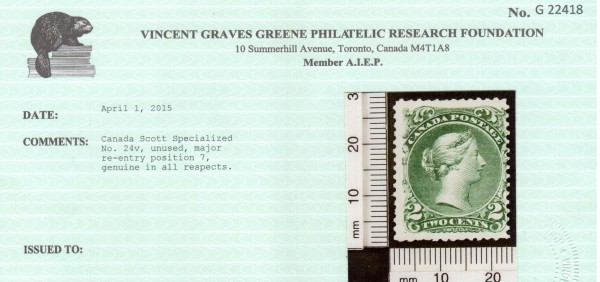 No. G 22418
VINCENT GRAVES GREENE PHILATELIC RESEARCH FOUNDATION
10 Summerhill Avenue, Toronto, Canada M4T1A8
Member A.I.E.P.
DATE: April 1, 2015
COMMENTS: Canada Scott Specialized
No. 24v, unused, major
re-entry position 7,
genuine in all respects.
ISSUED TO:
CANADA POSTAGE
2 TWO CENTS 2
mm 10 20 3
mm 10 20